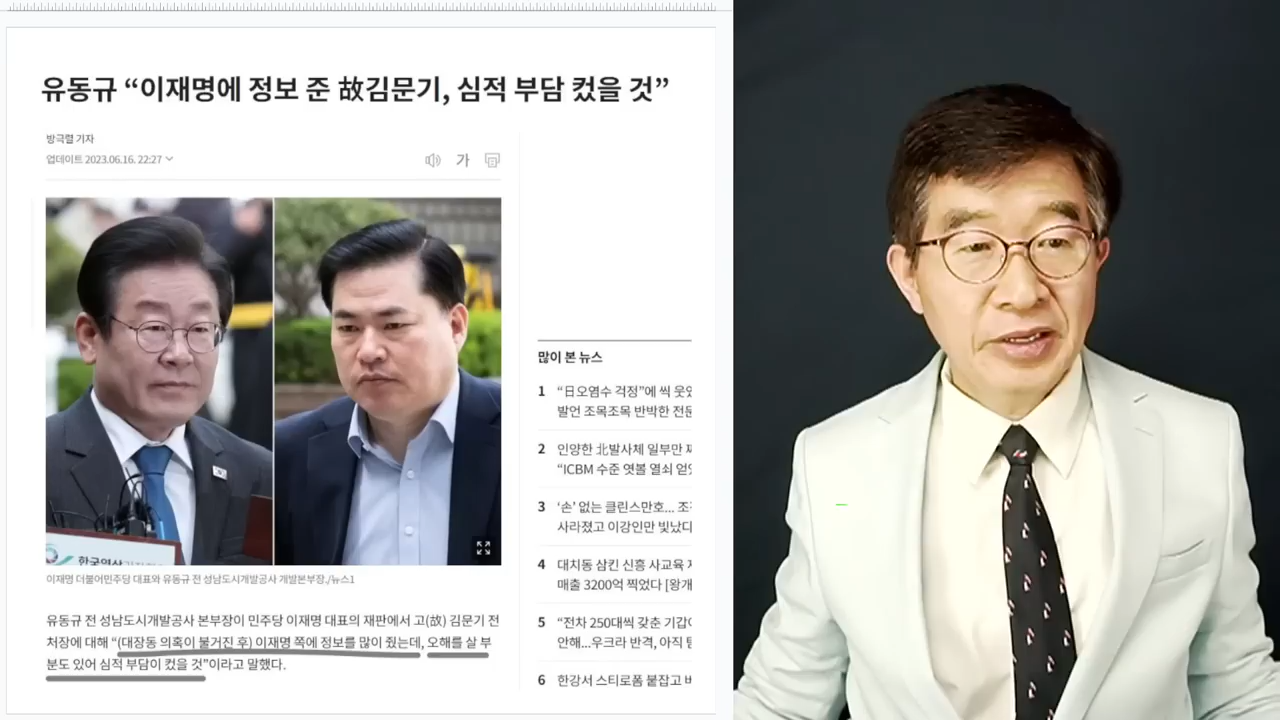 유동규 “이재명에 정보 준 故김문기, 심적 부담 컸을 것”
방극렬 기자
업데이트 2023.06.16. 22:27
가
이재명 더불어민주당 대표와 유동규 전 성남도시개발공사 개발본부장./뉴스1
유동규 전 성남도시개발공사 본부장이 민주당 이재명 대표의 재판에서 고(故) 김문기 전
처장에 대해 “(대장동 의혹이 불거진 후) 이재명 쪽에 정보를 많이 줬는데, 오해를 살 부
분도 있어 심적 부담이 컸을 것”이라고 말했다.
많이 본 뉴스
1 “日오염수 걱정”에 씩 웃
발언 조목조목 반박한 전문
2 인양한 北발사체 일부만
“ICBM 수준 엿볼 열쇠
3 ‘손’ 없는 클린스만호...
사라졌고 이강인만 빛났다
4 대치동 삼킨 신흥 사교육
매출 3200억 찍었다 [왕개
5 “전차 250대씩 갖춘
안해...우크라 반격, 아직
6 한강서 스티로폼 붙잡고